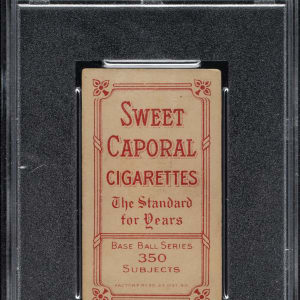 SWEET
CAPORAL
CIGARETTES
The Standard
for Years
BASE BALL SERIES
350
SUBJECTS